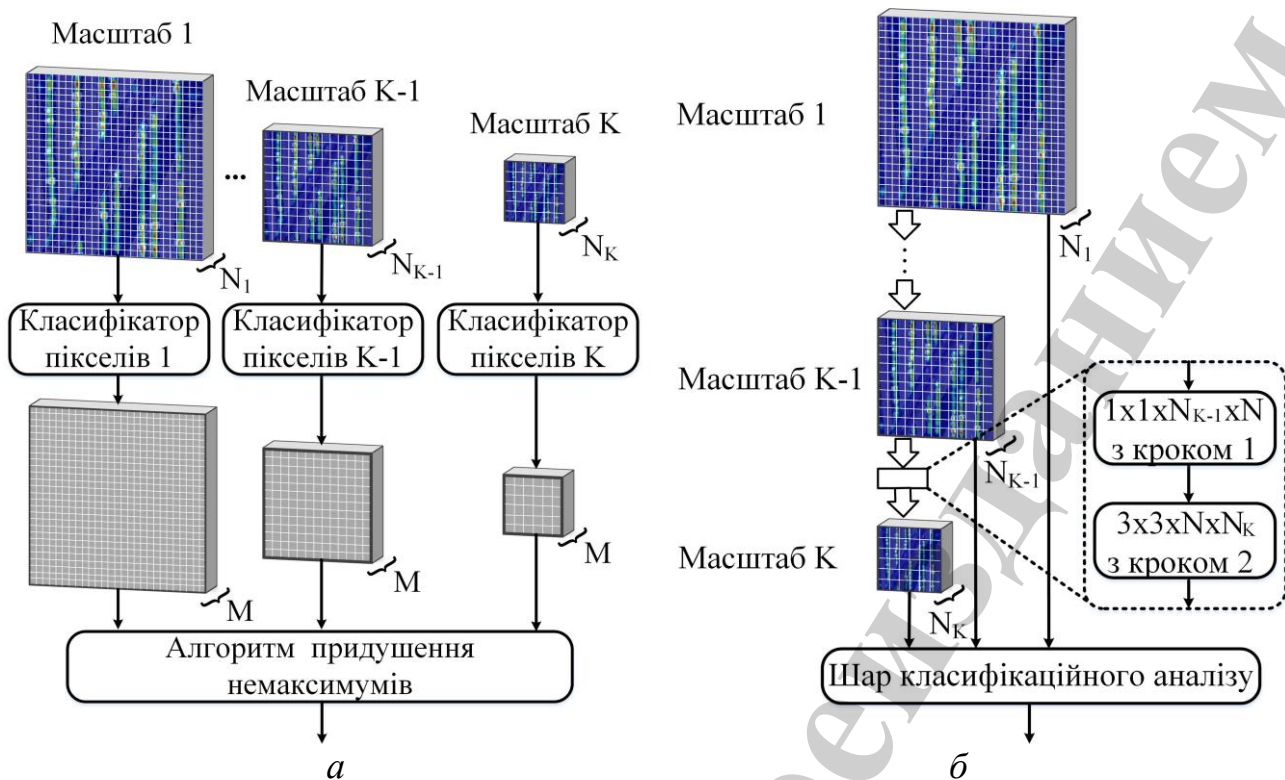 Масштаб 1
Масштаб K-1
Масштаб K
...
N1
NK-1
NK
Класифікатор
пікселів 1
Класифікатор
пікселів K-1
Класифікатор
пікселів K
M
M
M
Алгоритм придушення
немаксимумів
а
Масштаб 1
N1
Масштаб K-1
NK-1
1x1xNK-1xN
з кроком 1
3x3xNxNK
з кроком 2
Масштаб K
NK
Шар класифікаційного аналізу
б